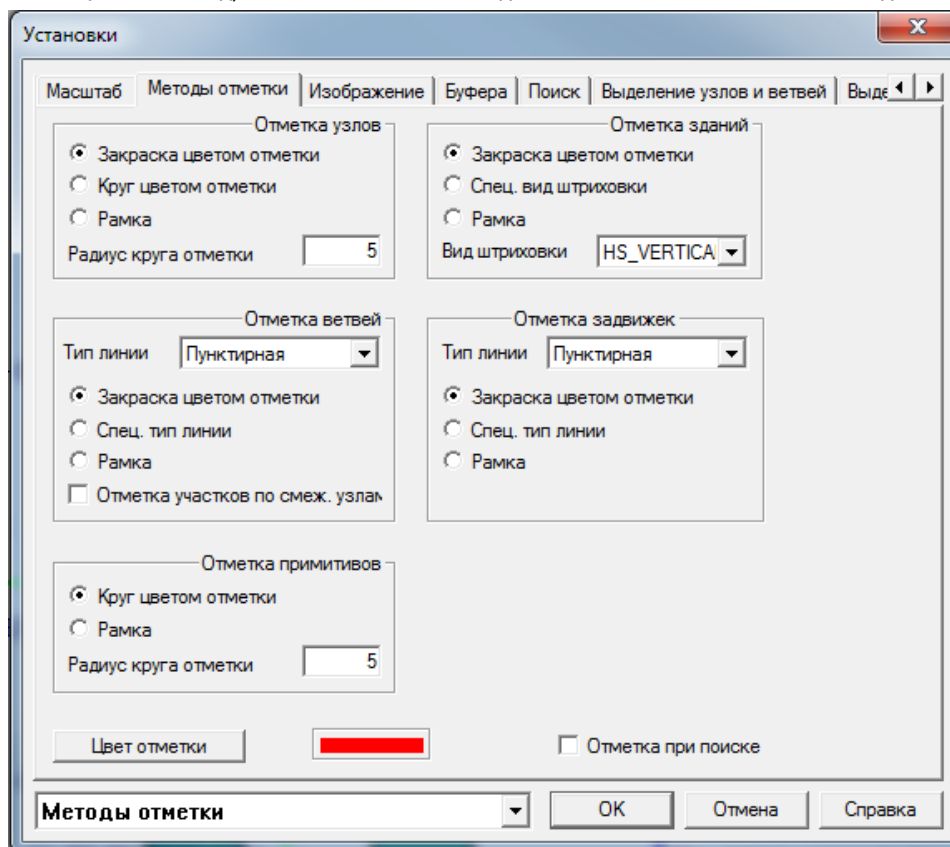 Установки
Масштаб Методы отметки Изображение Буфера Поиск Выделение узлов и ветвей Выде
Отметка узлов
Закраска цветом отметки
Круг цветом отметки
Рамка
Радиус круга отметки 5
Отметка зданий
Закраска цветом отметки
Спец. вид штриховки
Рамка
Вид штриховки HS_VERTICA
Отметка ветвей
Тип линии Пунктирная
Закраска цветом отметки
Спец. тип линии
Рамка
Отметка участков по смеж. узлам
Отметка задвижек
Тип линии Пунктирная
Закраска цветом отметки
Спец. тип линии
Рамка
Отметка примитивов
Круг цветом отметки
Рамка
Радиус круга отметки 5
Цвет отметки Отметка при поиске
Методы отметки OK Отмена Справка